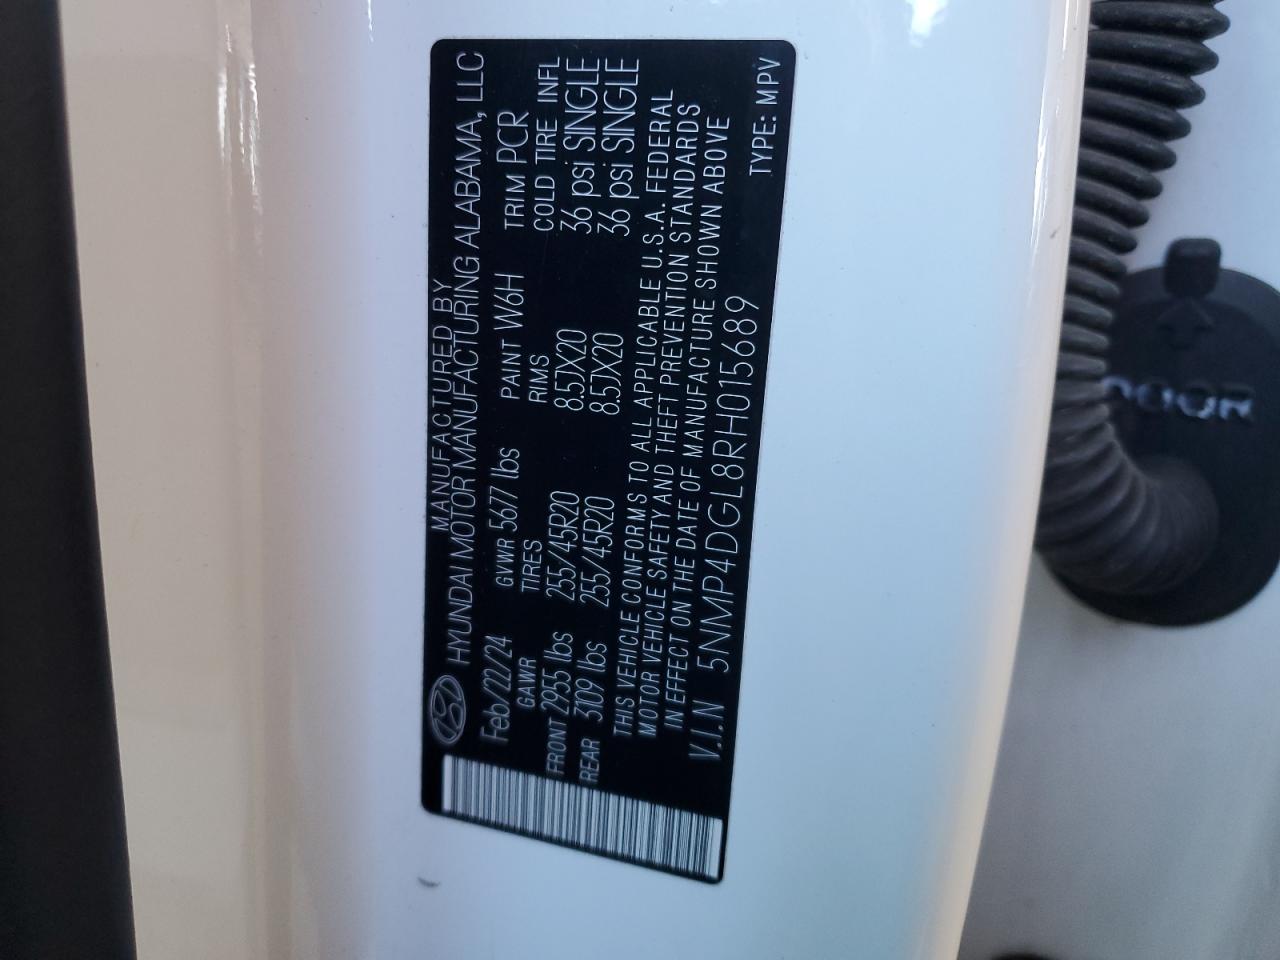 MANUFACTURED BY
HYUNDAI MOTOR MANUFACTURING ALABAMA, LLC
Feb/22/24 GVWR 5677 lbs PAINT W6H TRIM PCR
GAWR TIRES RIMS COLD TIRE INFL
FRONT 2955 lbs 255/45R20 8.5JX20 36 psi SINGLE
REAR 3109 lbs 255/45R20 8.5JX20 36 psi SINGLE
THIS VEHICLE CONFORMS TO ALL APPLICABLE U.S.A. FEDERAL
MOTOR VEHICLE SAFETY AND THEFT PREVENTION STANDARDS
IN EFFECT ON THE DATE OF MANUFACTURE SHOWN ABOVE
V.I.N 5NMP4DGL8RH015689 TYPE: MPV
DOOR